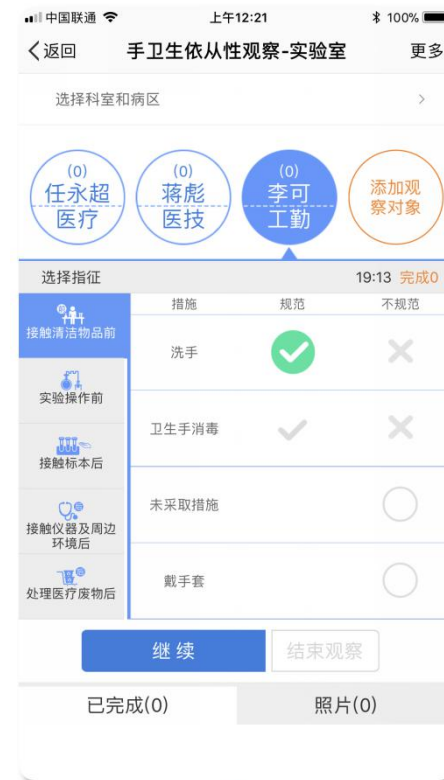 中国联通 上午12:21 100%
返回 手卫生依从性观察-实验室 更多
选择科室和病区
(0) (0) (0)
任永超 蒋彪 李可 添加观
医疗 医技 工勤 察对象
选择指征 19:13 完成0
措施 规范 不规范
接触清洁物品前
洗手
实验操作前
卫生手消毒
接触标本后
未采取措施
接触仪器及周边
环境后
戴手套
处理医疗废物后
继续 结束观察
已完成(0) 照片(0)